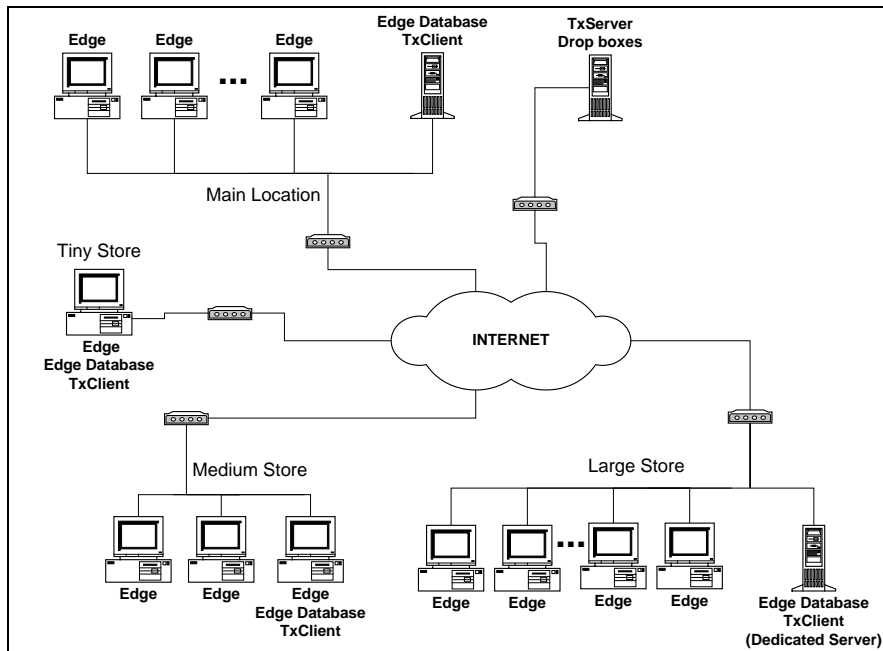 Edge
Edge
Edge
Edge Database
TxClient
TxServer
Drop boxes
Main Location
Tiny Store
Edge
Edge Database
TxClient
INTERNET
Medium Store
Edge
Edge
Edge
Edge Database
TxClient
Large Store
Edge
Edge
Edge
Edge
Edge Database
TxClient
(Dedicated Server)